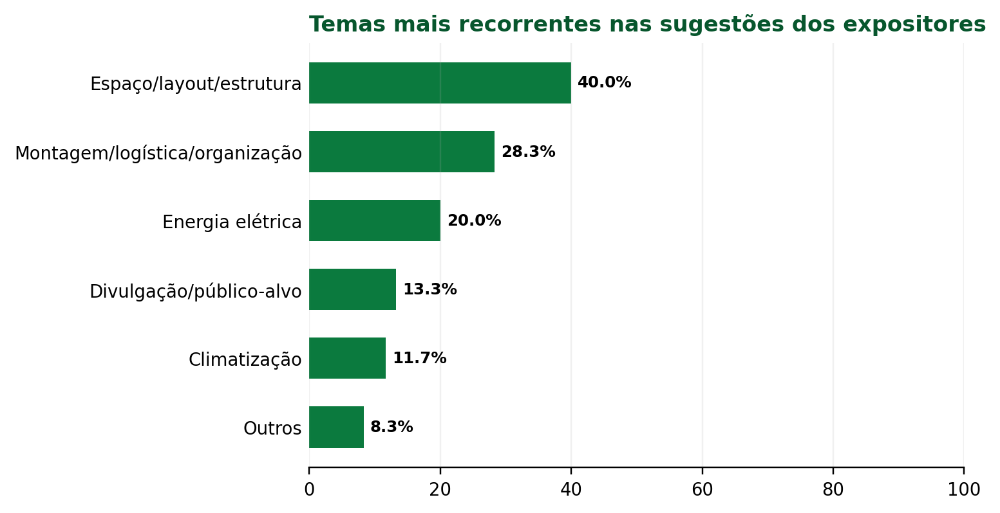 Temas mais recorrentes nas sugestões dos expositores
Espaço/layout/estrutura
40.0%
Montagem/logística/organização
28.3%
Energia elétrica
20.0%
Divulgação/público-alvo
13.3%
Climatização
11.7%
Outros
8.3%
0 20 40 60 80 100